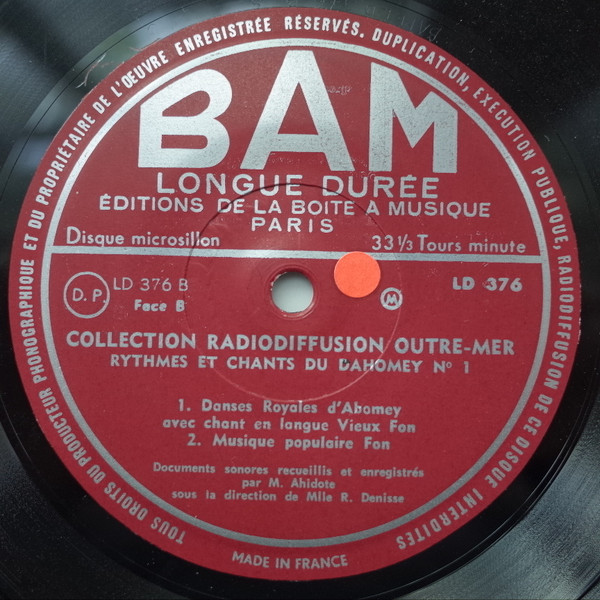 TOUS DROITS DU PRODUCTEUR PHONOGRAPHIQUE ET DU PROPRIÉTAIRE DE L'ŒUVRE ENREGISTRÉE RÉSERVÉS. DUPLICATION, EXECUTION PUBLIQUE, RADIODIFFUSION DE CE DISQUE INTERDITES
BAM
LONGUE DURÉE
ÉDITIONS DE LA BOITE A MUSIQUE
PARIS
Disque microsillon 33 1/3 Tours minute
D.P. LD 376 B M LD 376
Face B
COLLECTION RADIODIFFUSION OUTRE-MER
RYTHMES ET CHANTS DU DAHOMEY Nº 1
1. Danses Royales d'Abomey
avec chant en langue Vieux Fon
2. Musique populaire Fon
Documents sonores recueillis et enregistrés
par M. Ahidote
sous la direction de Mlle R. Denisse
MADE IN FRANCE